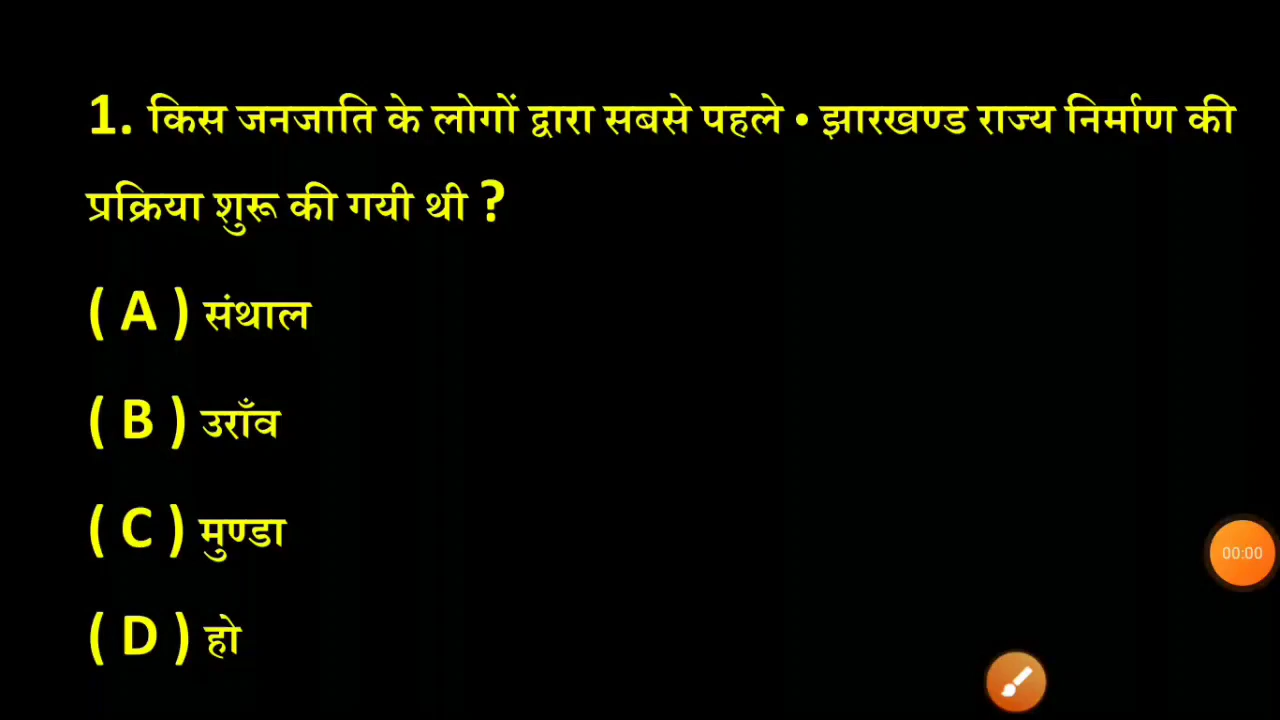 1. किस जनजाति के लोगों द्वारा सबसे पहले • झारखण्ड राज्य निर्माण की
प्रक्रिया शुरू की गयी थी ?
( A ) संथाल
( B ) उराँव
( C ) मुण्डा
( D ) हो
00:00